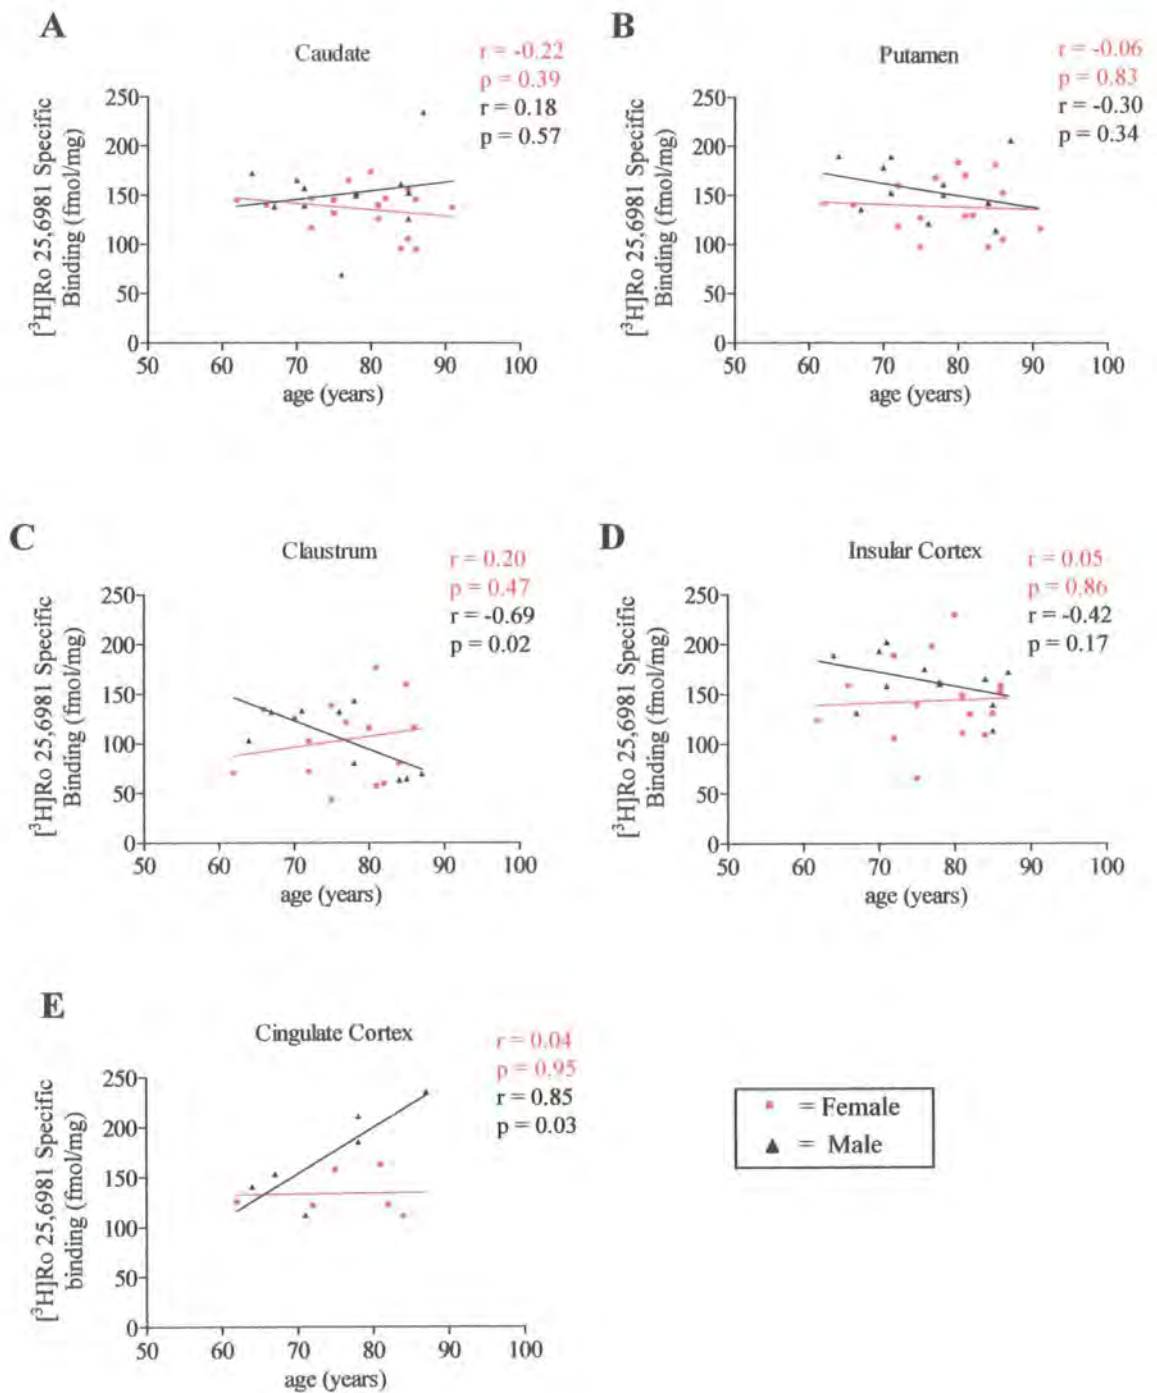 A
Caudate
r = -0.22
p = 0.39
r = 0.18
p = 0.57
[³H]Ro 25,6981 Specific
Binding (fmol/mg)
250
200
150
100
50
0
50 60 70 80 90 100
age (years)
B
Putamen
r = -0.06
p = 0.83
r = -0.30
p = 0.34
[³H]Ro 25,6981 Specific
Binding (fmol/mg)
250
200
150
100
50
0
50 60 70 80 90 100
age (years)
C
Claustrum
r = 0.20
p = 0.47
r = -0.69
p = 0.02
[³H]Ro 25,6981 Specific
Binding (fmol/mg)
250
200
150
100
50
0
50 60 70 80 90 100
age (years)
D
Insular Cortex
r = 0.05
p = 0.86
r = -0.42
p = 0.17
[³H]Ro 25,6981 Specific
Binding (fmol/mg)
250
200
150
100
50
0
50 60 70 80 90 100
age (years)
E
Cingulate Cortex
r = 0.04
p = 0.95
r = 0.85
p = 0.03
[³H]Ro 25,6981 Specific
binding (fmol/mg)
250
200
150
100
50
0
50 60 70 80 90 100
age (years)
= Female
= Male